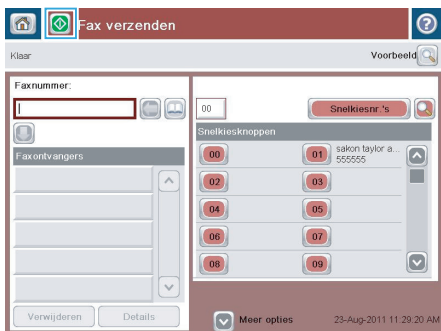 Fax verzenden
Klaar
Voorbeeld
Faxnummer:
Faxontvangers
Verwijderen
Details
00
Snelkiesnr.'s
Snelkiesknoppen
00
01 sakon taylor a...
555555
02
03
04
05
06
07
08
09
Meer opties
23-Aug-2011 11:29:20 AM